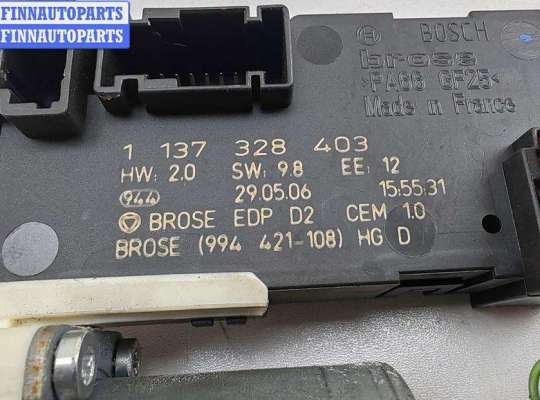 FINNAUTOPARTS
FINNAUTOPARTS
BOSCH
brose
>PA66 GF25<
Made in France
1 137 328 403
HW: 2.0 SW: 9.8 EE: 12
944 29.05.06 15:55:31
BROSE EDP D2 CEM 1.0
BROSE (994 421-108) HG D